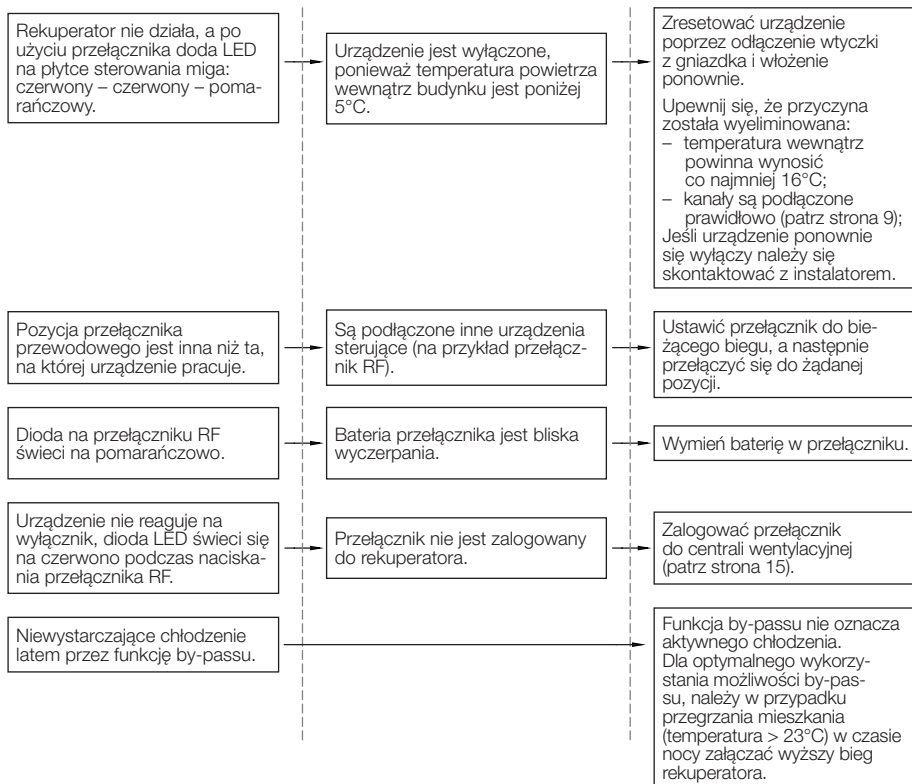 Rekuperator nie działa, a po
użyciu przełącznika doda LED
na płytce sterowania miga:
czerwony – czerwony – poma-
rańczowy.
Urządzenie jest wyłączone,
ponieważ temperatura powietrza
wewnątrz budynku jest poniżej
5°C.
Zresetować urządzenie
poprzez odłączenie wtyczki
z gniazdka i włożenie
ponownie.
Upewnij się, że przyczyna
została wyeliminowana:
– temperatura wewnątrz
powinna wynosić
co najmniej 16°C;
– kanały są podłączone
prawidłowo (patrz strona 9);
Jeśli urządzenie ponownie
się wyłączy należy się
skontaktować z instalatorem.
Pozycja przełącznika
przewodowego jest inna niż ta,
na której urządzenie pracuje.
Są podłączone inne urządzenia
sterujące (na przykład przełącz-
nik RF).
Ustawić przełącznik do bie-
żącego biegu, a następnie
przełączyć się do żądanej
pozycji.
Dioda na przełączniku RF
świeci na pomarańczowo.
Bateria przełącznika jest bliska
wyczerpania.
Wymień baterię w przełączniku.
Urządzenie nie reaguje na
wyłącznik, dioda LED świeci się
na czerwono podczas naciska-
nia przełącznika RF.
Przełącznik nie jest zalogowany
do rekuperatora.
Zalogować przełącznik
do centrali wentylacyjnej
(patrz strona 15).
Niewystarczające chłodzenie
latem przez funkcję by-passu.
Funkcja by-passu nie oznacza
aktywnego chłodzenia.
Dla optymalnego wykorzy-
stania możliwości by-pas-
su, należy w przypadku
przegrzania mieszkania
(temperatura > 23°C) w czasie
nocy załączać wyższy bieg
rekuperatora.